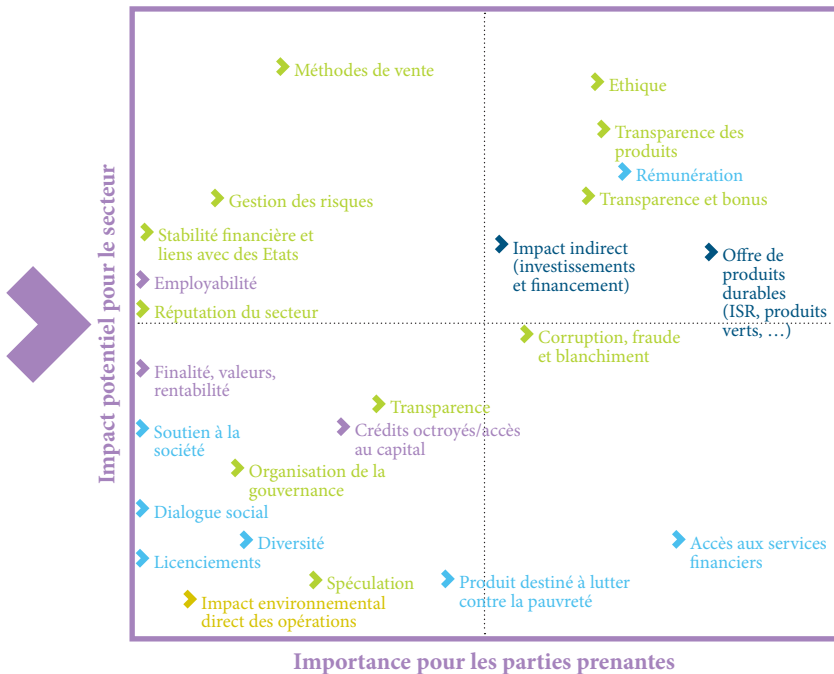 Méthodes de vente
Ethique
Transparence des
produits
Rémunération
Transparence et bonus
Gestion des risques
Stabilité financière et
liens avec des Etats
Impact indirect
(investissements
et financement)
Offre de
produits
durables
(ISR, produits
verts, …)
Employabilité
Réputation du secteur
Corruption, fraude
et blanchiment
Finalité, valeurs,
rentabilité
Transparence
Crédits octroyés/accès
au capital
Soutien à la
société
Organisation de la
gouvernance
Dialogue social
Diversité
Accès aux services
financiers
Licenciements
Spéculation
Produit destiné à lutter
contre la pauvreté
Impact environnemental
direct des opérations
Impact potentiel pour le secteur
Importance pour les parties prenantes